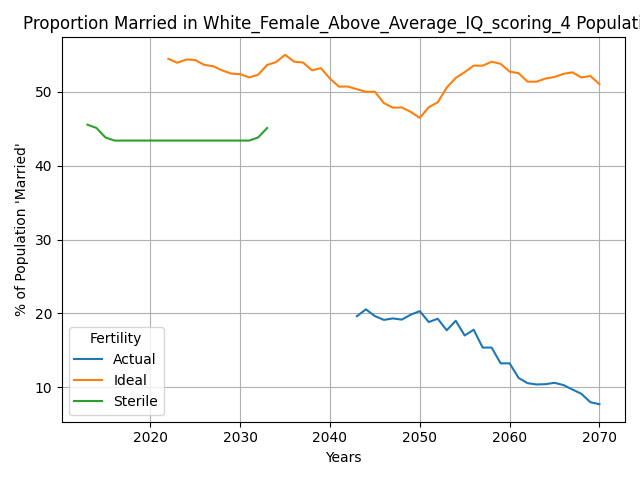 Proportion Married in White_Female_Above_Average_IQ_scoring_4 Populati
% of Population 'Married'
50
40
30
20
10
Fertility
Actual
Ideal
Sterile
2020 2030 2040 2050 2060 2070
Years